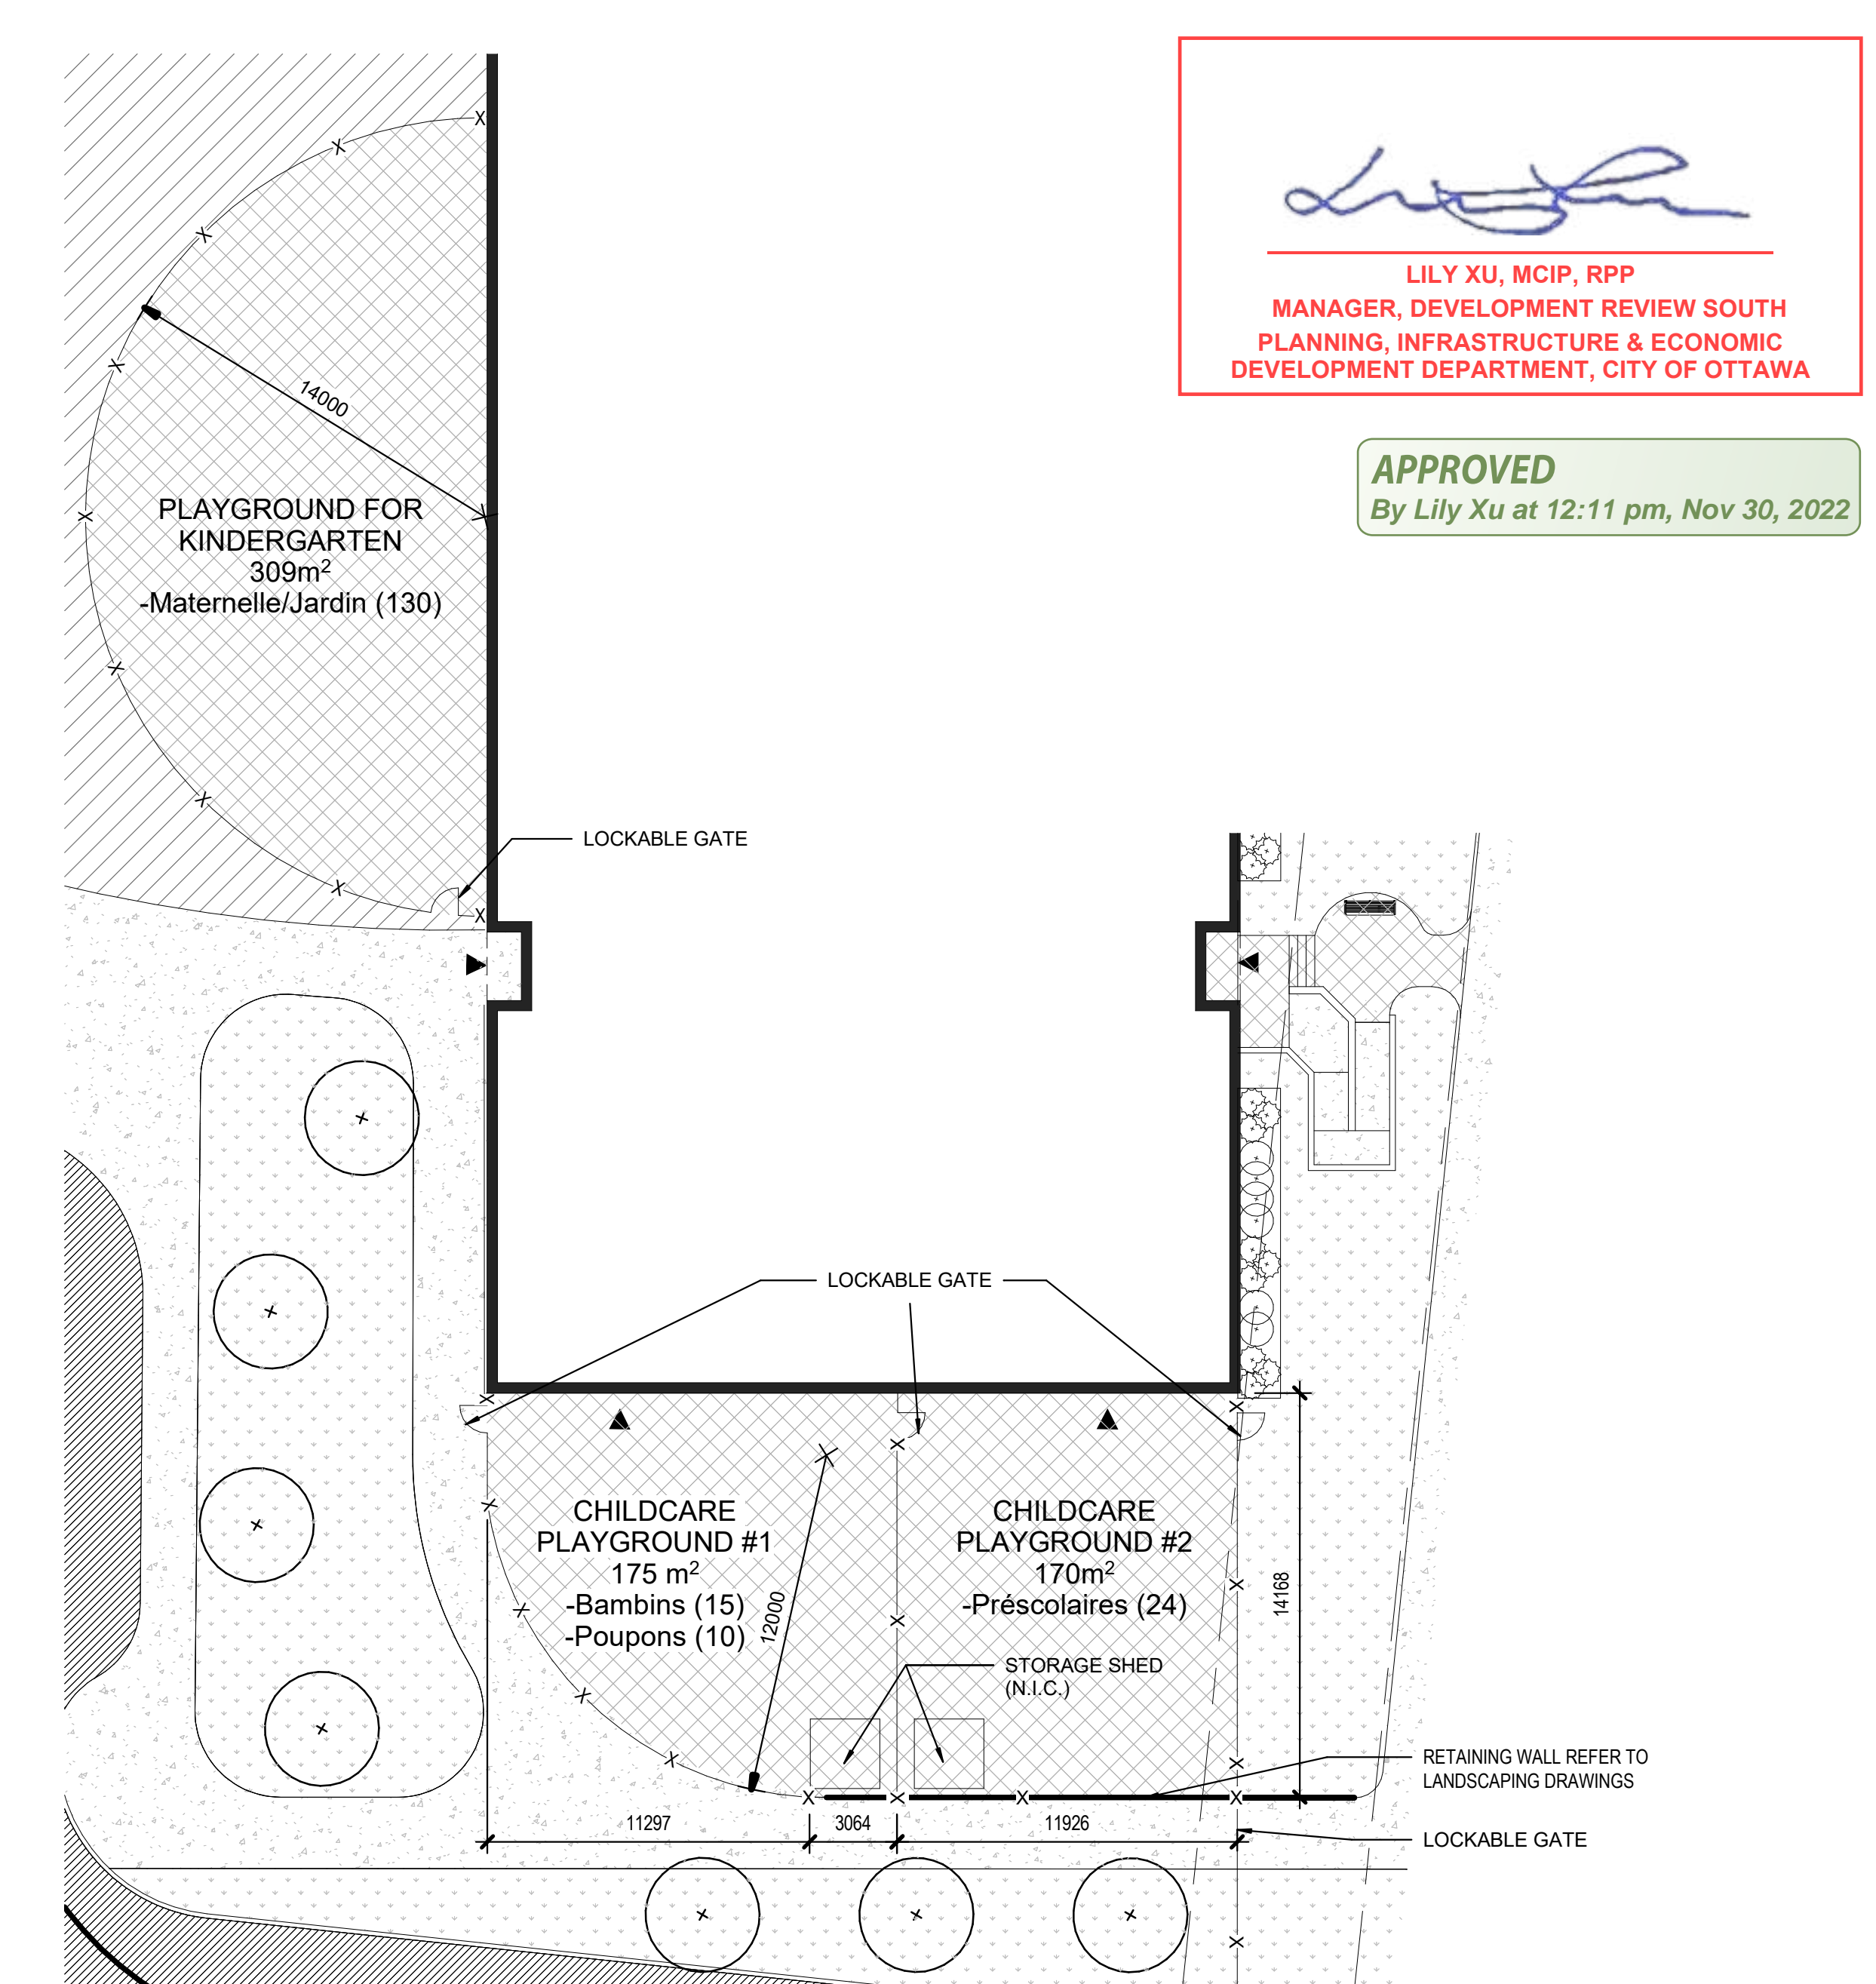 LILY XU, MCIP, RPP
MANAGER, DEVELOPMENT REVIEW SOUTH
PLANNING, INFRASTRUCTURE & ECONOMIC
DEVELOPMENT DEPARTMENT, CITY OF OTTAWA
APPROVED
By Lily Xu at 12:11 pm, Nov 30, 2022
14000
PLAYGROUND FOR
KINDERGARTEN
309m²
-Maternelle/Jardin (130)
LOCKABLE GATE
LOCKABLE GATE
CHILDCARE
PLAYGROUND #1
175 m²
-Bambins (15)
-Poupons (10)
12000
CHILDCARE
PLAYGROUND #2
170m²
-Préscolaires (24)
14168
STORAGE SHED
(N.I.C.)
RETAINING WALL REFER TO
LANDSCAPING DRAWINGS
11297
3064
11926
LOCKABLE GATE